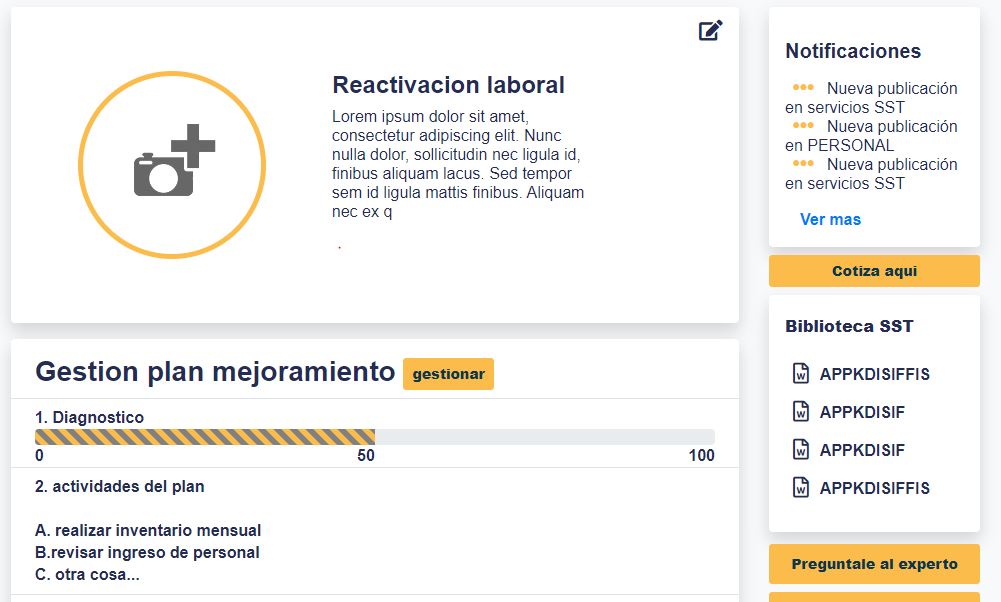 Reactivacion laboral
Lorem ipsum dolor sit amet,
consectetur adipiscing elit. Nunc
nulla dolor, sollicitudin nec ligula id,
finibus aliquam lacus. Sed tempor
sem id ligula mattis finibus. Aliquam
nec ex q
.
Gestion plan mejoramiento gestionar
1. Diagnostico
0 50 100
2. actividades del plan
A. realizar inventario mensual
B.revisar ingreso de personal
C. otra cosa...
Notificaciones
Nueva publicación
en servicios SST
Nueva publicación
en PERSONAL
Nueva publicación
en servicios SST
Ver mas
Cotiza aqui
Biblioteca SST
APPKDISIFFIS
APPKDISIF
APPKDISIF
APPKDISIFFIS
Preguntale al experto